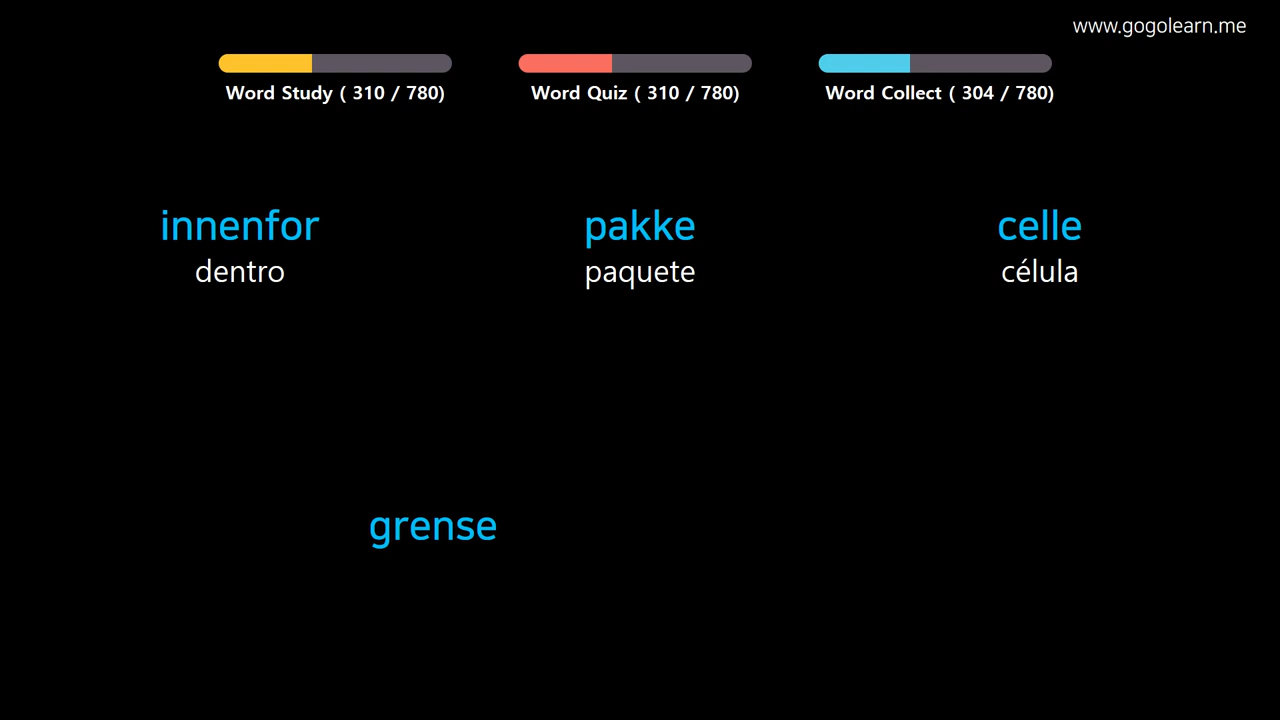 www.gogolearn.me
Word Study ( 310 / 780)
Word Quiz ( 310 / 780)
Word Collect ( 304 / 780)
innenfor
dentro
pakke
paquete
celle
célula
grense